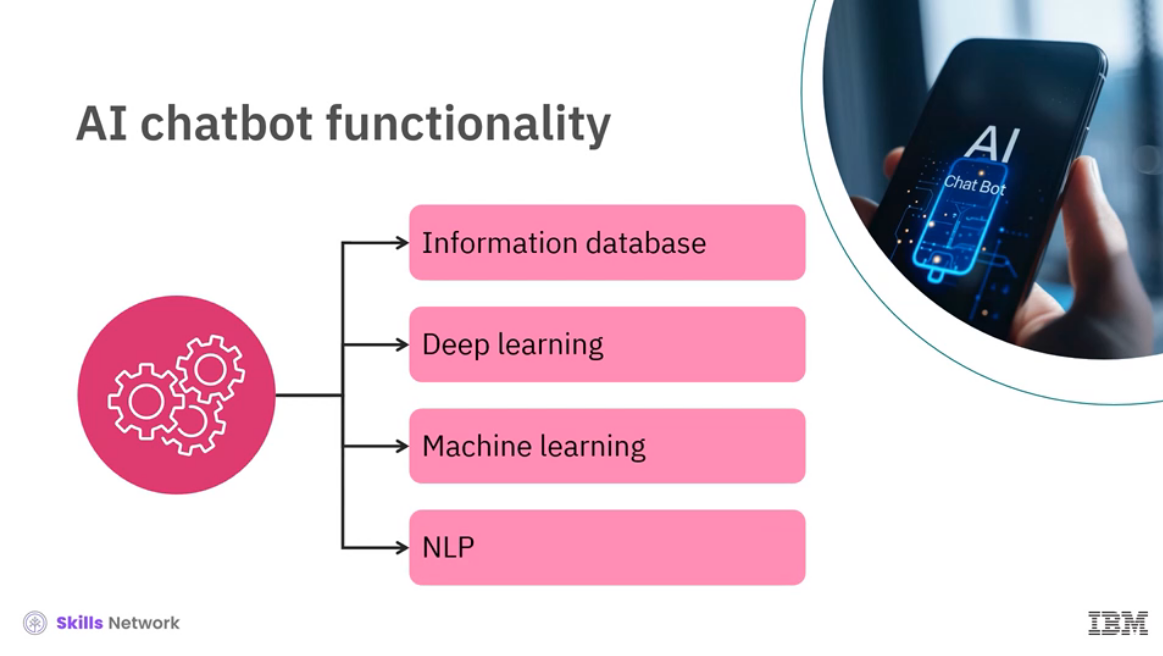 AI chatbot functionality
Information database
Deep learning
Machine learning
NLP
AI
Chat Bot
Skills Network
IBM